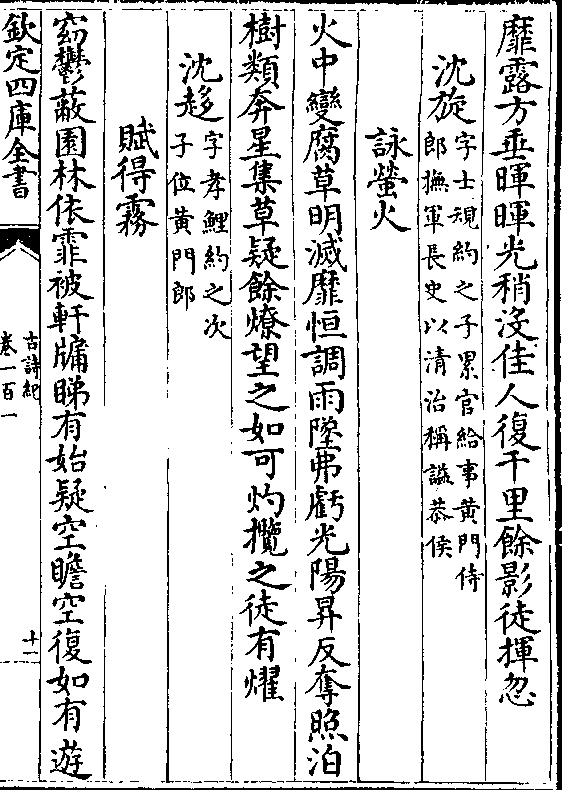 靡露方垂暉暉光稍没佳人復千里餘影徒揮忽
沈旋字士規約之子累官給事黄門侍
郎撫軍長史以清治稱諡恭侯
詠螢火
火中變腐草明滅靡恒調雨墜弗虧光陽昇反奪照泊
樹類奔星集草疑餘燎望之如可灼攬之徒有燿
沈趍字孝鯉約之次
子位黄門郎
賦得霧
窈鬱蔽園林依霏被軒牖睇有始疑空瞻空復如有遊
欽定四庫全書
古詩紀
卷一百一
十一